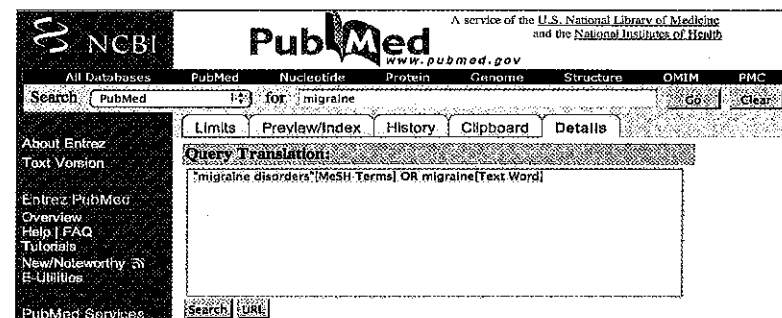 NCBI
PubMed
www.pubmed.gov
A service of the U.S. National Library of Medicine
and the National Institutes of Health
All Databases PubMed Nucleotide Protein Genome Structure OMIM PMC
Search PubMed for migraine Go Clear
Limits Preview/Index History Clipboard Details
About Entrez
Text Version
Query Translation:
"migraine disorders"[MeSH Terms] OR migraine[Text Word]
Entrez PubMed
Overview
Help | FAQ
Tutorials
New/Noteworthy
E-Utilities
PubMed Services
Search URL